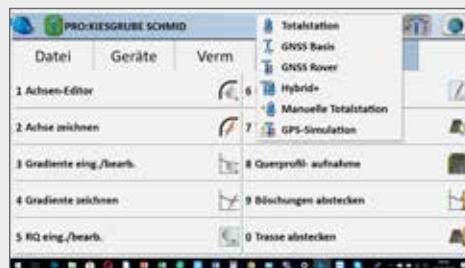 PRO:KIESGRUBE SCHMID
Totalstation
GNSS Basis
GNSS Rover
Hybrid+
Manuelle Totalstation
GPS-Simulation
Datei
Geräte
Verm
1 Achsen-Editor
6
2 Achse zeichnen
7
3 Gradiente eing./bearb.
8 Querprofil- aufnahme
4 Gradiente zeichnen
9 Böschungen abstecken
5 RQ eing./bearb.
0 Trasse abstecken